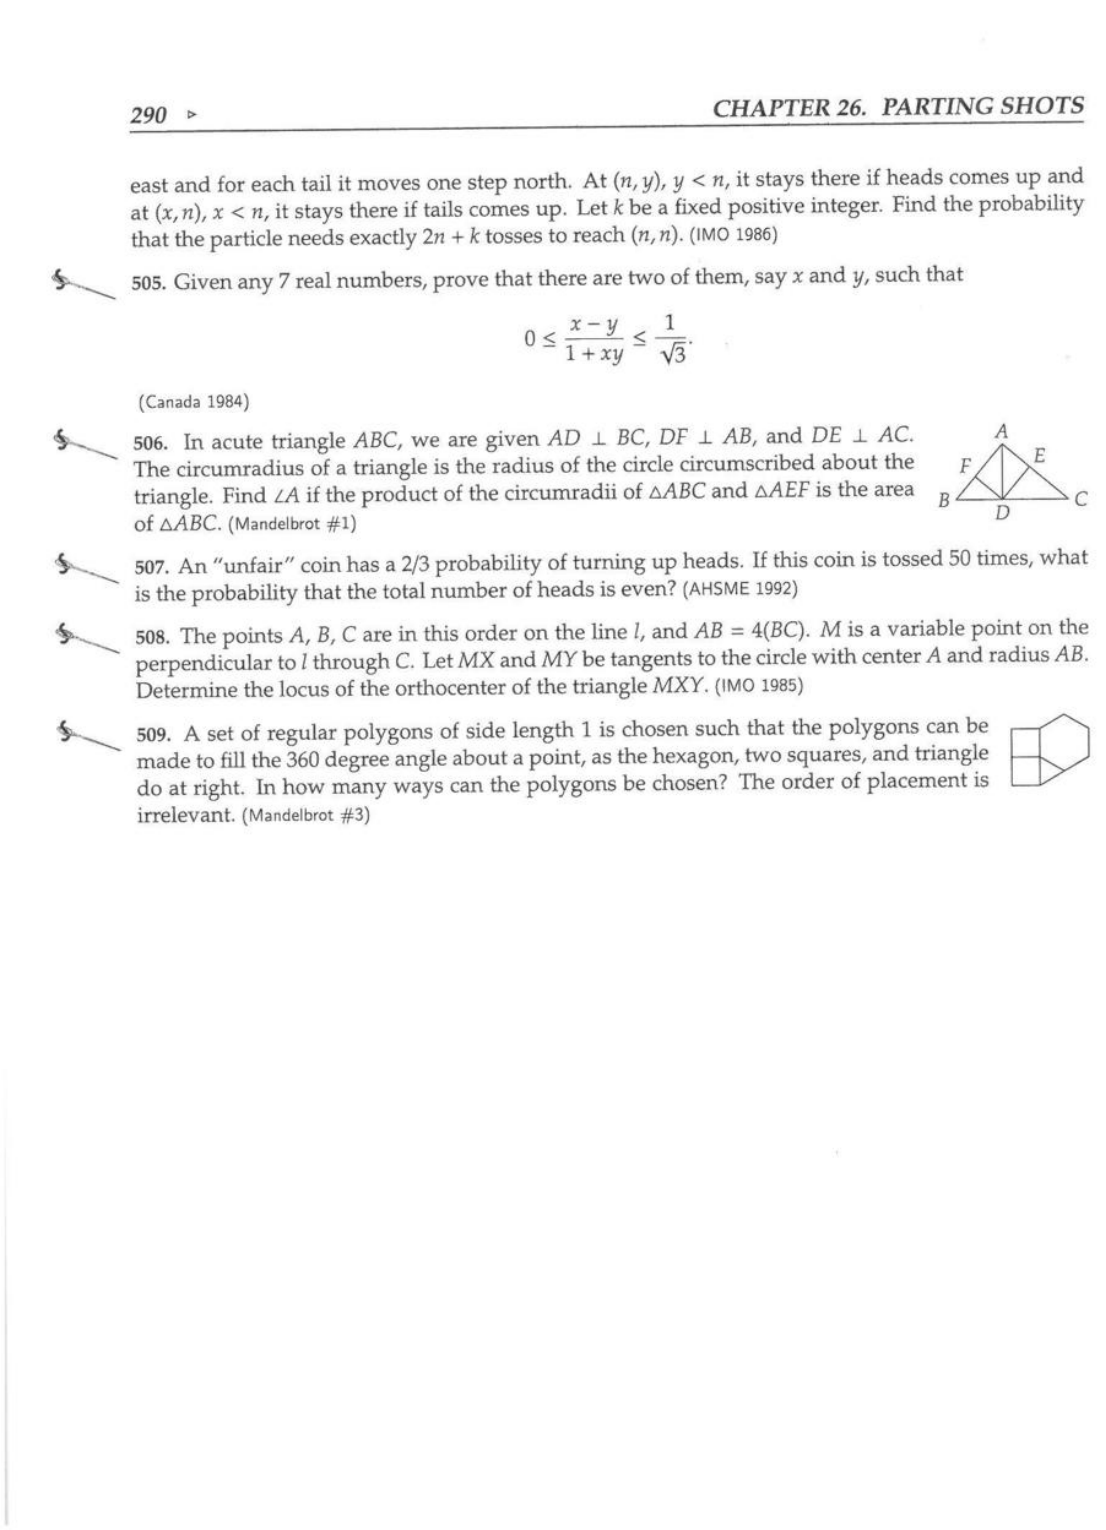 290 ▹ CHAPTER 26. PARTING SHOTS
east and for each tail it moves one step north. At (n, y), y < n, it stays there if heads comes up and
at (x, n), x < n, it stays there if tails comes up. Let k be a fixed positive integer. Find the probability
that the particle needs exactly 2n + k tosses to reach (n, n). (IMO 1986)
505. Given any 7 real numbers, prove that there are two of them, say x and y, such that
0 ≤ (x − y)/(1 + xy) ≤ 1/√3.
(Canada 1984)
506. In acute triangle ABC, we are given AD ⊥ BC, DF ⊥ AB, and DE ⊥ AC.
The circumradius of a triangle is the radius of the circle circumscribed about the
triangle. Find ∠A if the product of the circumradii of △ABC and △AEF is the area
of △ABC. (Mandelbrot #1)
A
F
E
B
D
C
507. An “unfair” coin has a 2/3 probability of turning up heads. If this coin is tossed 50 times, what
is the probability that the total number of heads is even? (AHSME 1992)
508. The points A, B, C are in this order on the line l, and AB = 4(BC). M is a variable point on the
perpendicular to l through C. Let MX and MY be tangents to the circle with center A and radius AB.
Determine the locus of the orthocenter of the triangle MXY. (IMO 1985)
509. A set of regular polygons of side length 1 is chosen such that the polygons can be
made to fill the 360 degree angle about a point, as the hexagon, two squares, and triangle
do at right. In how many ways can the polygons be chosen? The order of placement is
irrelevant. (Mandelbrot #3)